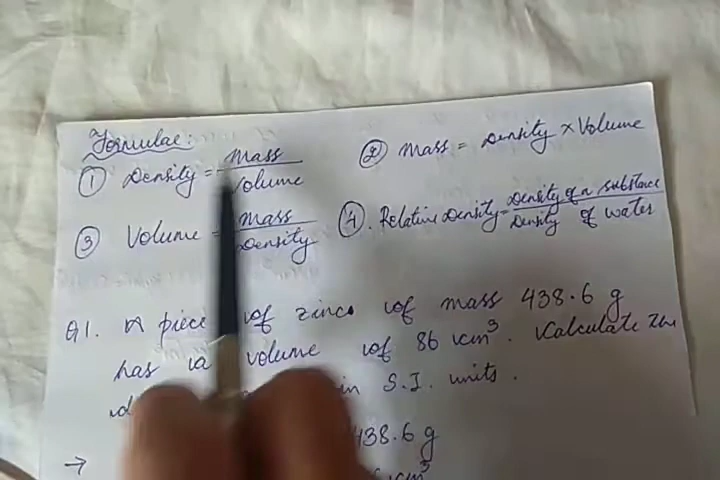 Formulae:
① Density = Mass / Volume
② Mass = Density × Volume
③ Volume = Mass / Density
④. Relative Density = Density of a substance / Density of water
Q1. A piece of zinc of mass 438.6 g
has a volume of 86 cm³. Calculate
in S.I. units.
→ 438.6 g
cm³